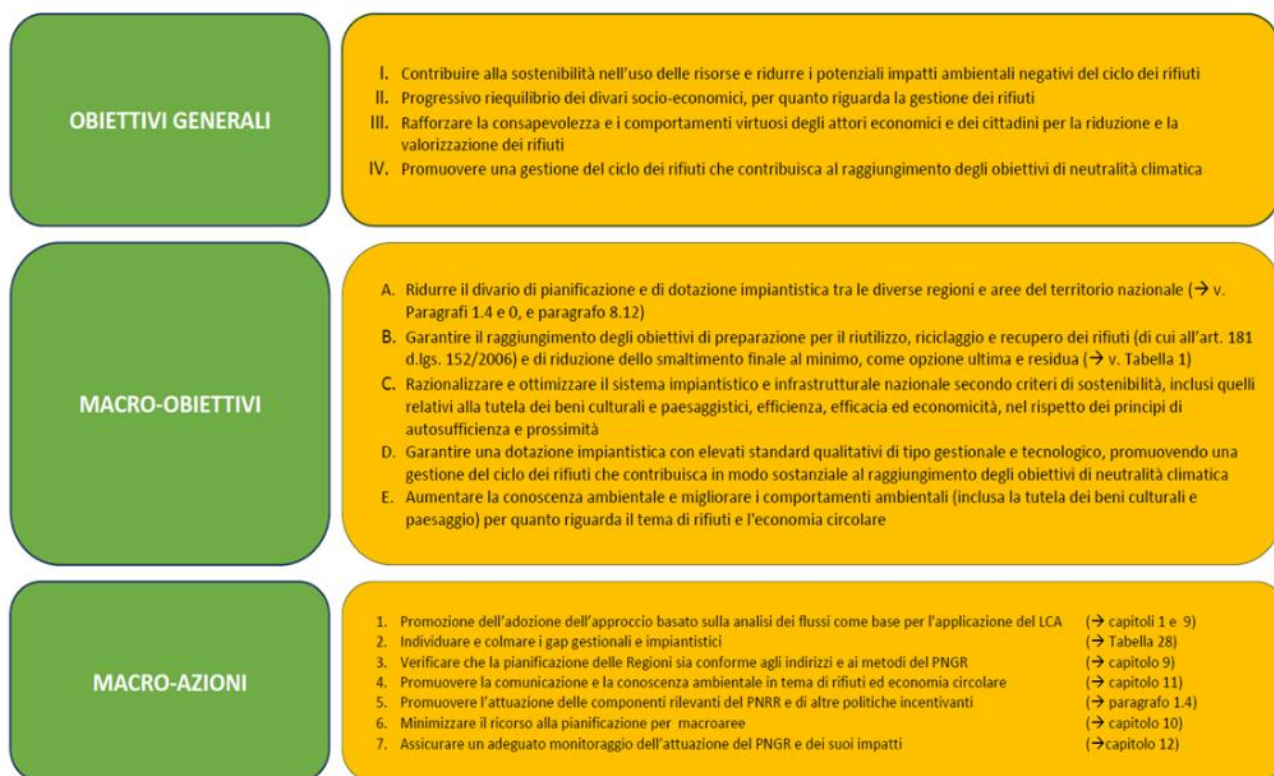 OBIETTIVI GENERALI
I. Contribuire alla sostenibilità nell'uso delle risorse e ridurre i potenziali impatti ambientali negativi del ciclo dei rifiuti
II. Progressivo riequilibrio dei divari socio-economici, per quanto riguarda la gestione dei rifiuti
III. Rafforzare la consapevolezza e i comportamenti virtuosi degli attori economici e dei cittadini per la riduzione e la
valorizzazione dei rifiuti
IV. Promuovere una gestione del ciclo dei rifiuti che contribuisca al raggiungimento degli obiettivi di neutralità climatica
MACRO-OBIETTIVI
A. Ridurre il divario di pianificazione e di dotazione impiantistica tra le diverse regioni e aree del territorio nazionale (→ v.
Paragrafi 1.4 e 0, e paragrafo 8.12)
B. Garantire il raggiungimento degli obiettivi di preparazione per il riutilizzo, riciclaggio e recupero dei rifiuti (di cui all'art. 181
d.lgs. 152/2006) e di riduzione dello smaltimento finale al minimo, come opzione ultima e residua (→ v. Tabella 1)
C. Razionalizzare e ottimizzare il sistema impiantistico e infrastrutturale nazionale secondo criteri di sostenibilità, inclusi quelli
relativi alla tutela dei beni culturali e paesaggistici, efficienza, efficacia ed economicità, nel rispetto dei principi di
autosufficienza e prossimità
D. Garantire una dotazione impiantistica con elevati standard qualitativi di tipo gestionale e tecnologico, promuovendo una
gestione del ciclo dei rifiuti che contribuisca in modo sostanziale al raggiungimento degli obiettivi di neutralità climatica
E. Aumentare la conoscenza ambientale e migliorare i comportamenti ambientali (inclusa la tutela dei beni culturali e
paesaggio) per quanto riguarda il tema di rifiuti e l'economia circolare
MACRO-AZIONI
1. Promozione dell'adozione dell'approccio basato sulla analisi dei flussi come base per l'applicazione del LCA (→ capitoli 1 e 9)
2. Individuare e colmare i gap gestionali e impiantistici (→ Tabella 28)
3. Verificare che la pianificazione delle Regioni sia conforme agli indirizzi e ai metodi del PNGR (→ capitolo 9)
4. Promuovere la comunicazione e la conoscenza ambientale in tema di rifiuti ed economia circolare (→ capitolo 11)
5. Promuovere l'attuazione delle componenti rilevanti del PNRR e di altre politiche incentivanti (→ paragrafo 1.4)
6. Minimizzare il ricorso alla pianificazione per macroaree (→ capitolo 10)
7. Assicurare un adeguato monitoraggio dell'attuazione del PNGR e dei suoi impatti (→capitolo 12)